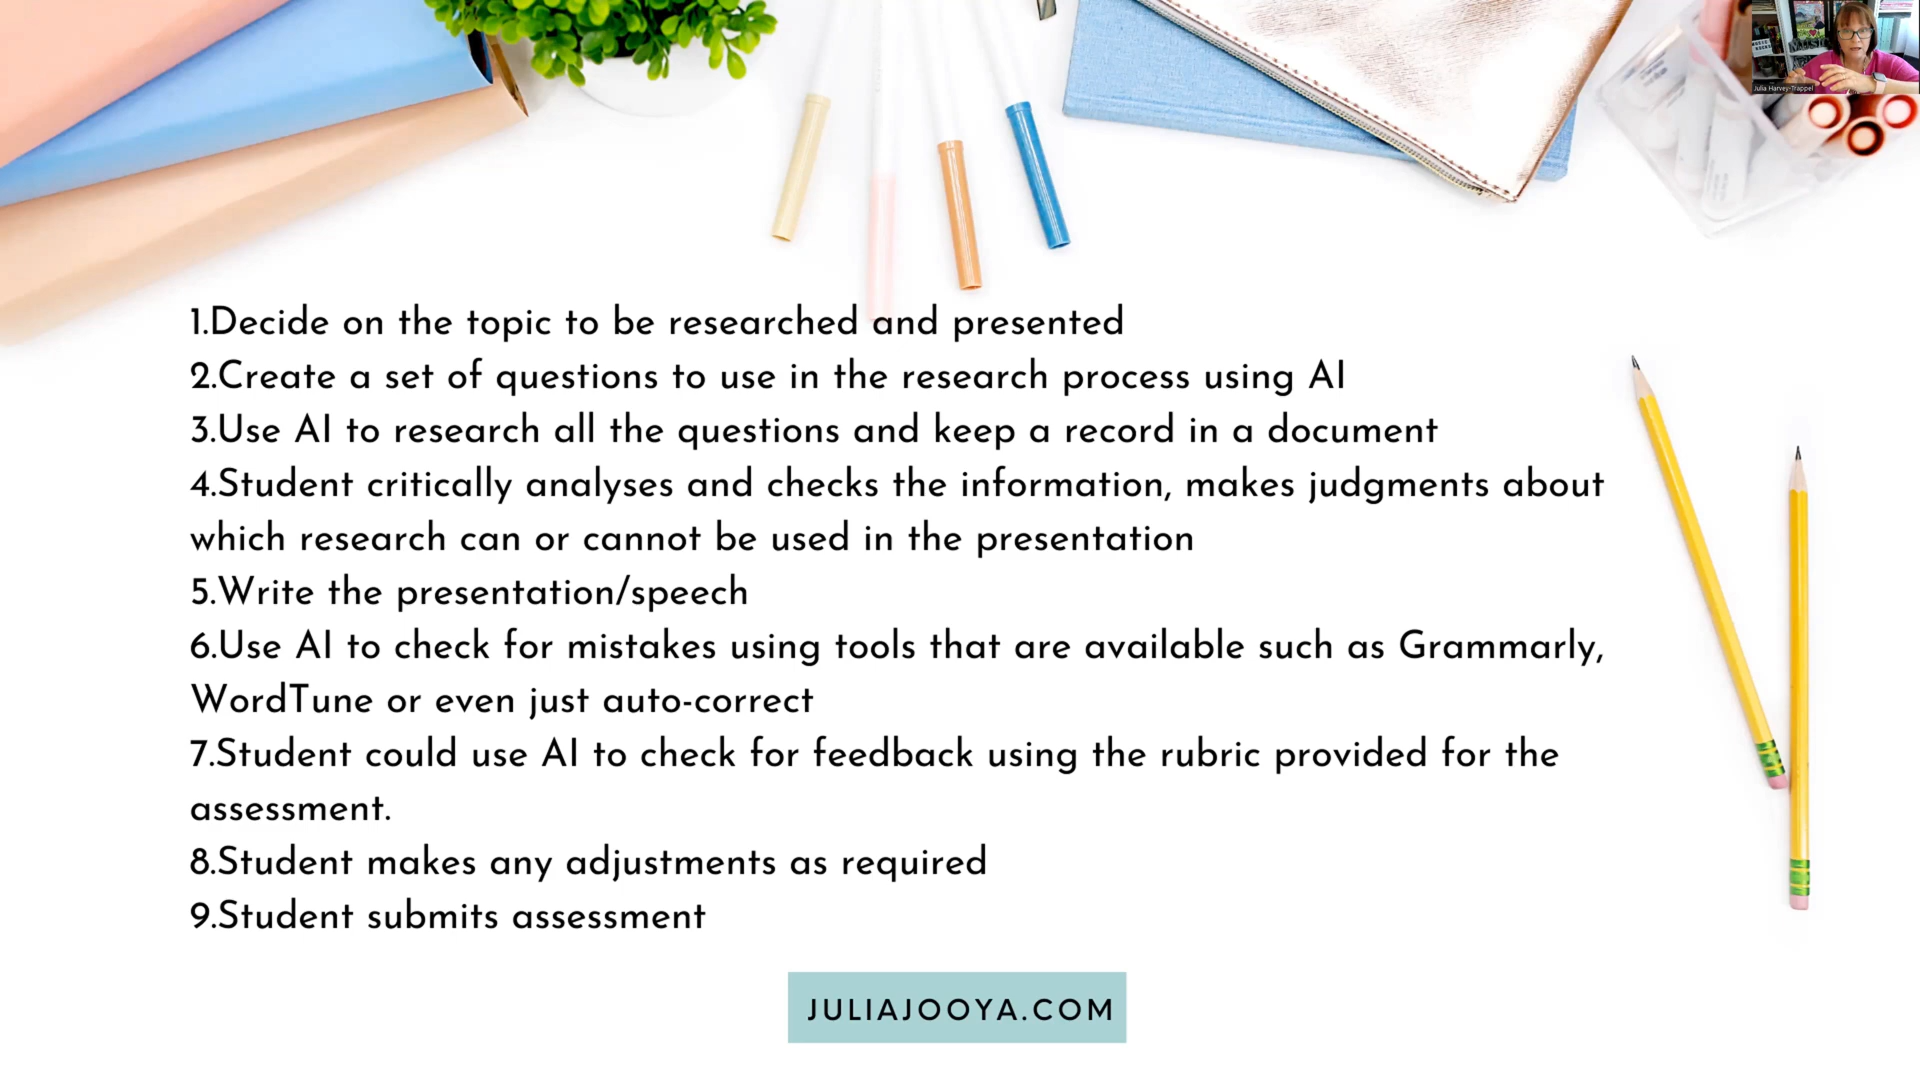 1.Decide on the topic to be researched and presented
2.Create a set of questions to use in the research process using AI
3.Use AI to research all the questions and keep a record in a document
4.Student critically analyses and checks the information, makes judgments about
which research can or cannot be used in the presentation
5.Write the presentation/speech
6.Use AI to check for mistakes using tools that are available such as Grammarly,
WordTune or even just auto-correct
7.Student could use AI to check for feedback using the rubric provided for the
assessment.
8.Student makes any adjustments as required
9.Student submits assessment
JULIAJOOYA.COM
Julia Harvey-Trappel